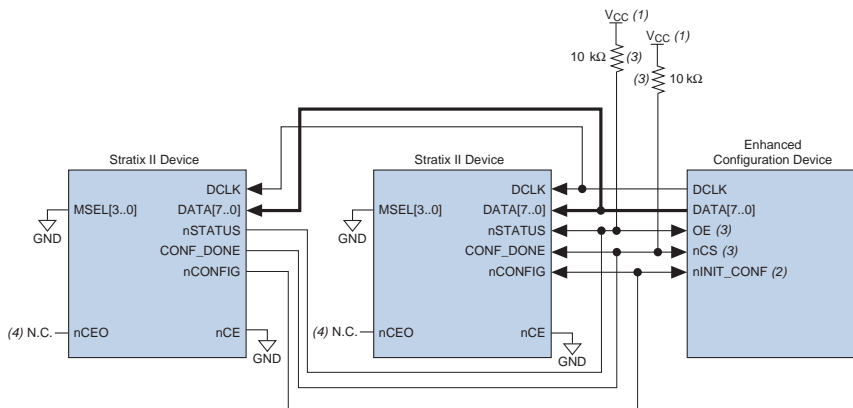 VCC (1)
VCC (1)
10 kΩ
(3)
(3)
10 kΩ
Stratix II Device
Stratix II Device
Enhanced
Configuration Device
DCLK
DCLK
DCLK
MSEL[3..0]
DATA[7..0]
MSEL[3..0]
DATA[7..0]
DATA[7..0]
nSTATUS
nSTATUS
OE (3)
GND
CONF_DONE
GND
CONF_DONE
nCS (3)
nCONFIG
nCONFIG
nINIT_CONF (2)
(4) N.C.
nCEO
nCE
(4) N.C.
nCEO
nCE
GND
GND